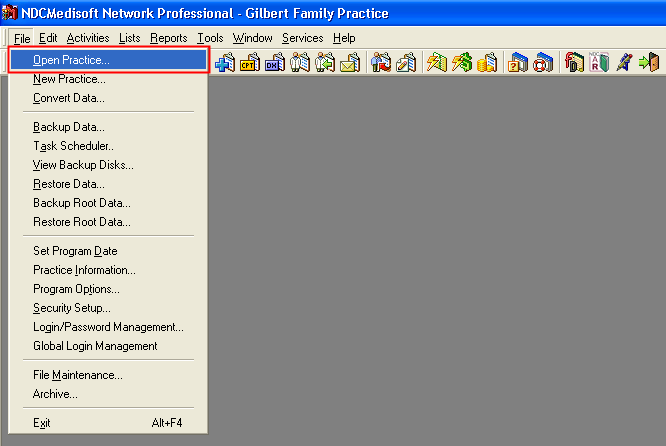 NDCMedisoft Network Professional - Gilbert Family Practice
File Edit Activities Lists Reports Tools Window Services Help
Open Practice...
New Practice...
Convert Data...
Backup Data...
Task Scheduler..
View Backup Disks...
Restore Data...
Backup Root Data...
Restore Root Data...
Set Program Date
Practice Information...
Program Options...
Security Setup...
Login/Password Management...
Global Login Management
File Maintenance...
Archive...
Exit Alt+F4
CPT
DX
NDC
A
R